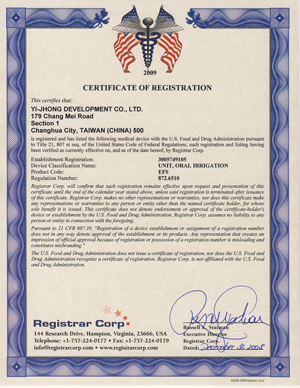 2009
CERTIFICATE OF REGISTRATION
This certifies that:
YI-JHONG DEVELOPMENT CO., LTD.
179 Chang Mei Road
Section 1
Changhua City, TAIWAN (CHINA) 500
is registered and has listed the following medical device with the U.S. Food and Drug Administration pursuant
to Title 21, 807 et seq. of the United States Code of Federal Regulations, such registration and listing having
been verified as currently effective on, and as of the date hereof, by Registrar Corp.
Establishment Registration: 3005749105
Device Classification Name: UNIT, ORAL IRRIGATION
Product Code: EFS
Regulation Number: 872.6510
Registrar Corp. will confirm that such registration remains effective upon request and presentation of this
certificate until the end of the calendar year stated above, unless said registration is terminated after issuance
of this certificate. Registrar Corp. makes no other representations or warranties, nor does this certificate make
any representations or warranties to any person or entity other than the named certificate holder, for whose
sole benefit it is issued. This certificate does not denote endorsement or approval of the certificate-holder's
device or establishment by the U.S. Food and Drug Administration. Registrar Corp. assumes no liability to any
person or entity in connection with the foregoing.
Pursuant to 21 CFR 807.39, "Registration of a device establishment or assignment of a registration number
does not in any way denote approval of the establishment or its products. Any representation that creates an
impression of official approval because of registration or possession of a registration number is misleading and
constitutes misbranding."
The U.S. Food and Drug Administration does not issue a certificate of registration, nor does the U.S. Food and
Drug Administration recognize a certificate of registration. Registrar Corp. is not affiliated with the U.S. Food
and Drug Administration.
Registrar Corp
144 Research Drive, Hampton, Virginia, 23666, USA
Telephone: +1-757-224-0177 • Fax: +1-757-224-0179
info@registrarcorp.com • www.registrarcorp.com
Russell K. Statman
Executive Director
Registrar Corp.
Dated: December 31, 2008